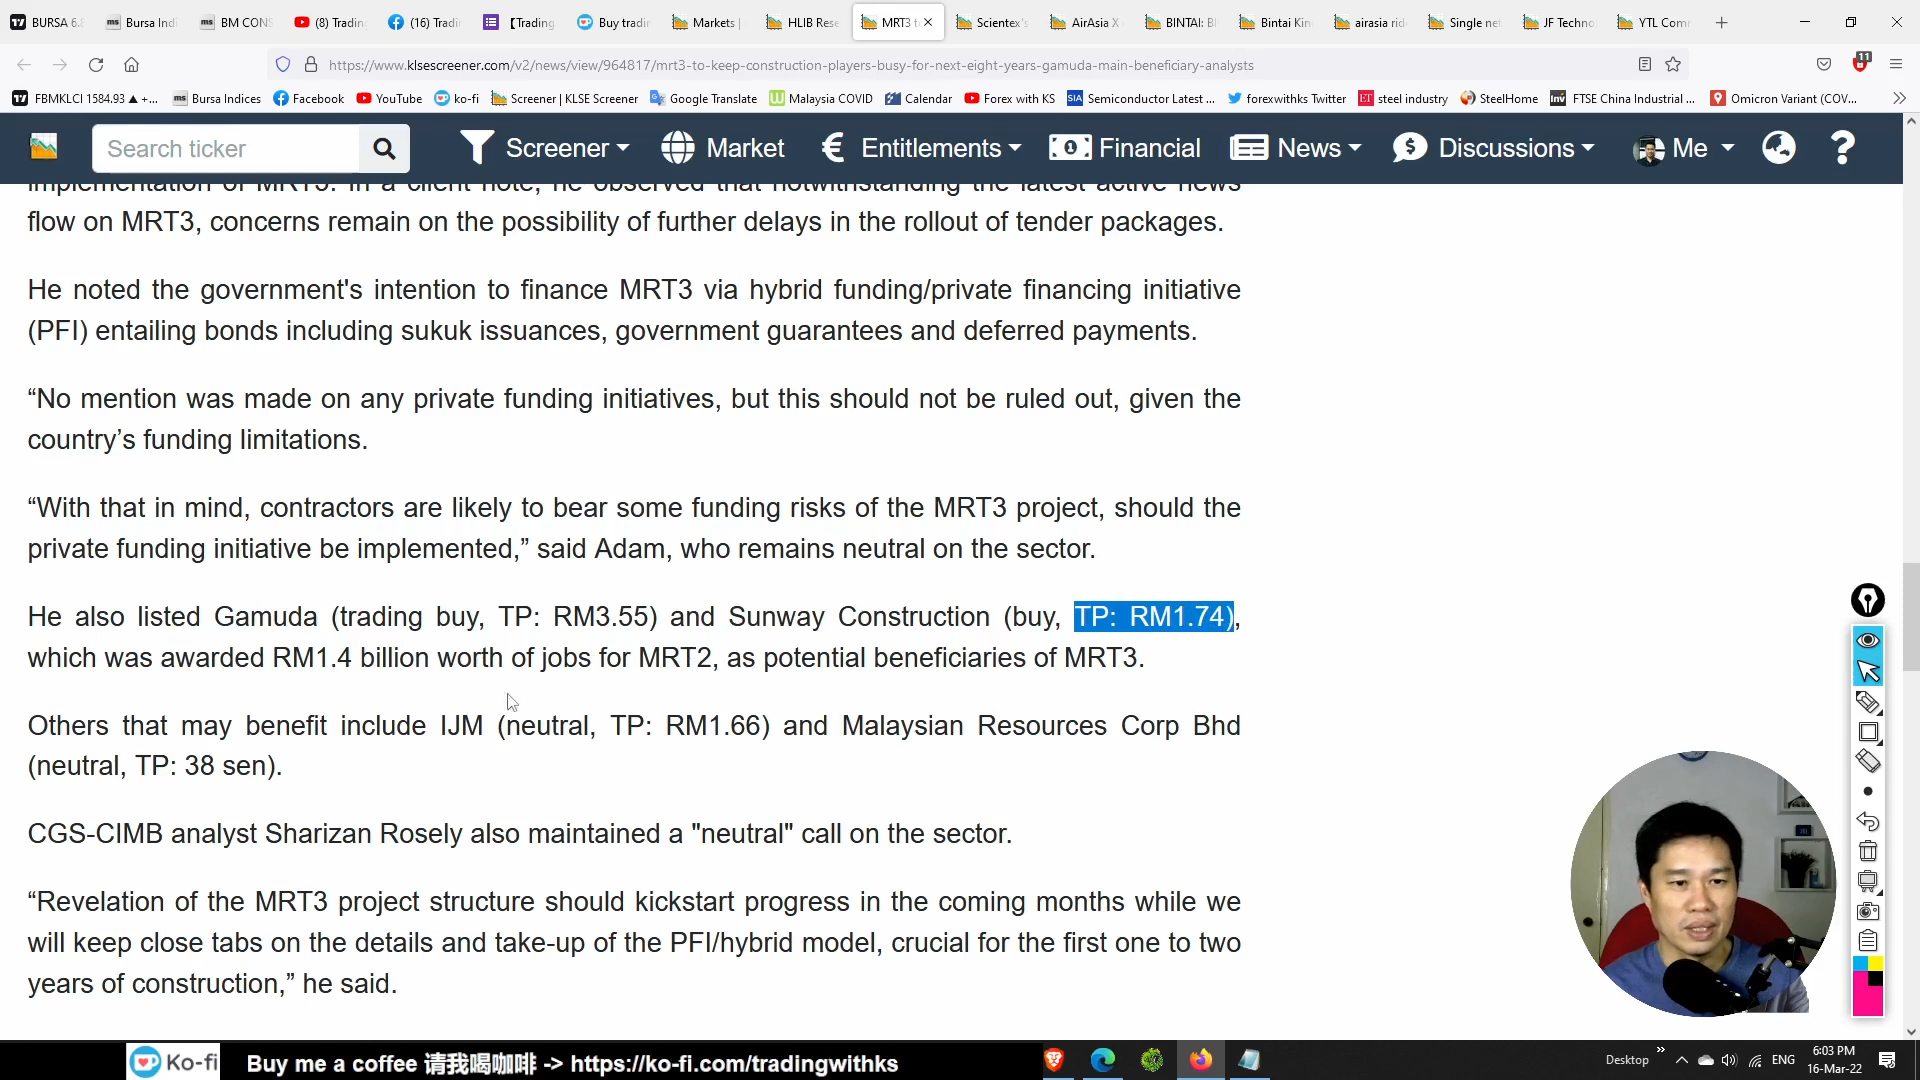 BURSA 6.
Bursa Indi
BM CONS
(8) Trading
(16) Tradin
【Trading
Buy tradin
Markets |
HLIB Rese
MRT3 t
Scientex's
AirAsia X
BINTAI: B
Bintai Kin
airasia rid
Single net
JF Techno
YTL Com
https://www.klsescreener.com/v2/news/view/964817/mrt3-to-keep-construction-players-busy-for-next-eight-years-gamuda-main-beneficiary-analysts
11
FBMKLCI 1584.93 ▲ +...
Bursa Indices
Facebook
YouTube
ko-fi
Screener | KLSE Screener
Google Translate
Malaysia COVID
Calendar
Forex with KS
Semiconductor Latest ...
forexwithks Twitter
steel industry
SteelHome
FTSE China Industrial ...
Omicron Variant (COV...
Search ticker
Screener
Market
Entitlements
Financial
News
Discussions
Me
implementation of MRT3. In a client note, he observed that notwithstanding the latest active news
flow on MRT3, concerns remain on the possibility of further delays in the rollout of tender packages.
He noted the government's intention to finance MRT3 via hybrid funding/private financing initiative
(PFI) entailing bonds including sukuk issuances, government guarantees and deferred payments.
“No mention was made on any private funding initiatives, but this should not be ruled out, given the
country’s funding limitations.
“With that in mind, contractors are likely to bear some funding risks of the MRT3 project, should the
private funding initiative be implemented,” said Adam, who remains neutral on the sector.
He also listed Gamuda (trading buy, TP: RM3.55) and Sunway Construction (buy, TP: RM1.74),
which was awarded RM1.4 billion worth of jobs for MRT2, as potential beneficiaries of MRT3.
Others that may benefit include IJM (neutral, TP: RM1.66) and Malaysian Resources Corp Bhd
(neutral, TP: 38 sen).
CGS-CIMB analyst Sharizan Rosely also maintained a "neutral" call on the sector.
“Revelation of the MRT3 project structure should kickstart progress in the coming months while we
will keep close tabs on the details and take-up of the PFI/hybrid model, crucial for the first one to two
years of construction,” he said.
Ko-fi
Buy me a coffee 请我喝咖啡 -> https://ko-fi.com/tradingwithks
Desktop
ENG
6:03 PM
16-Mar-22